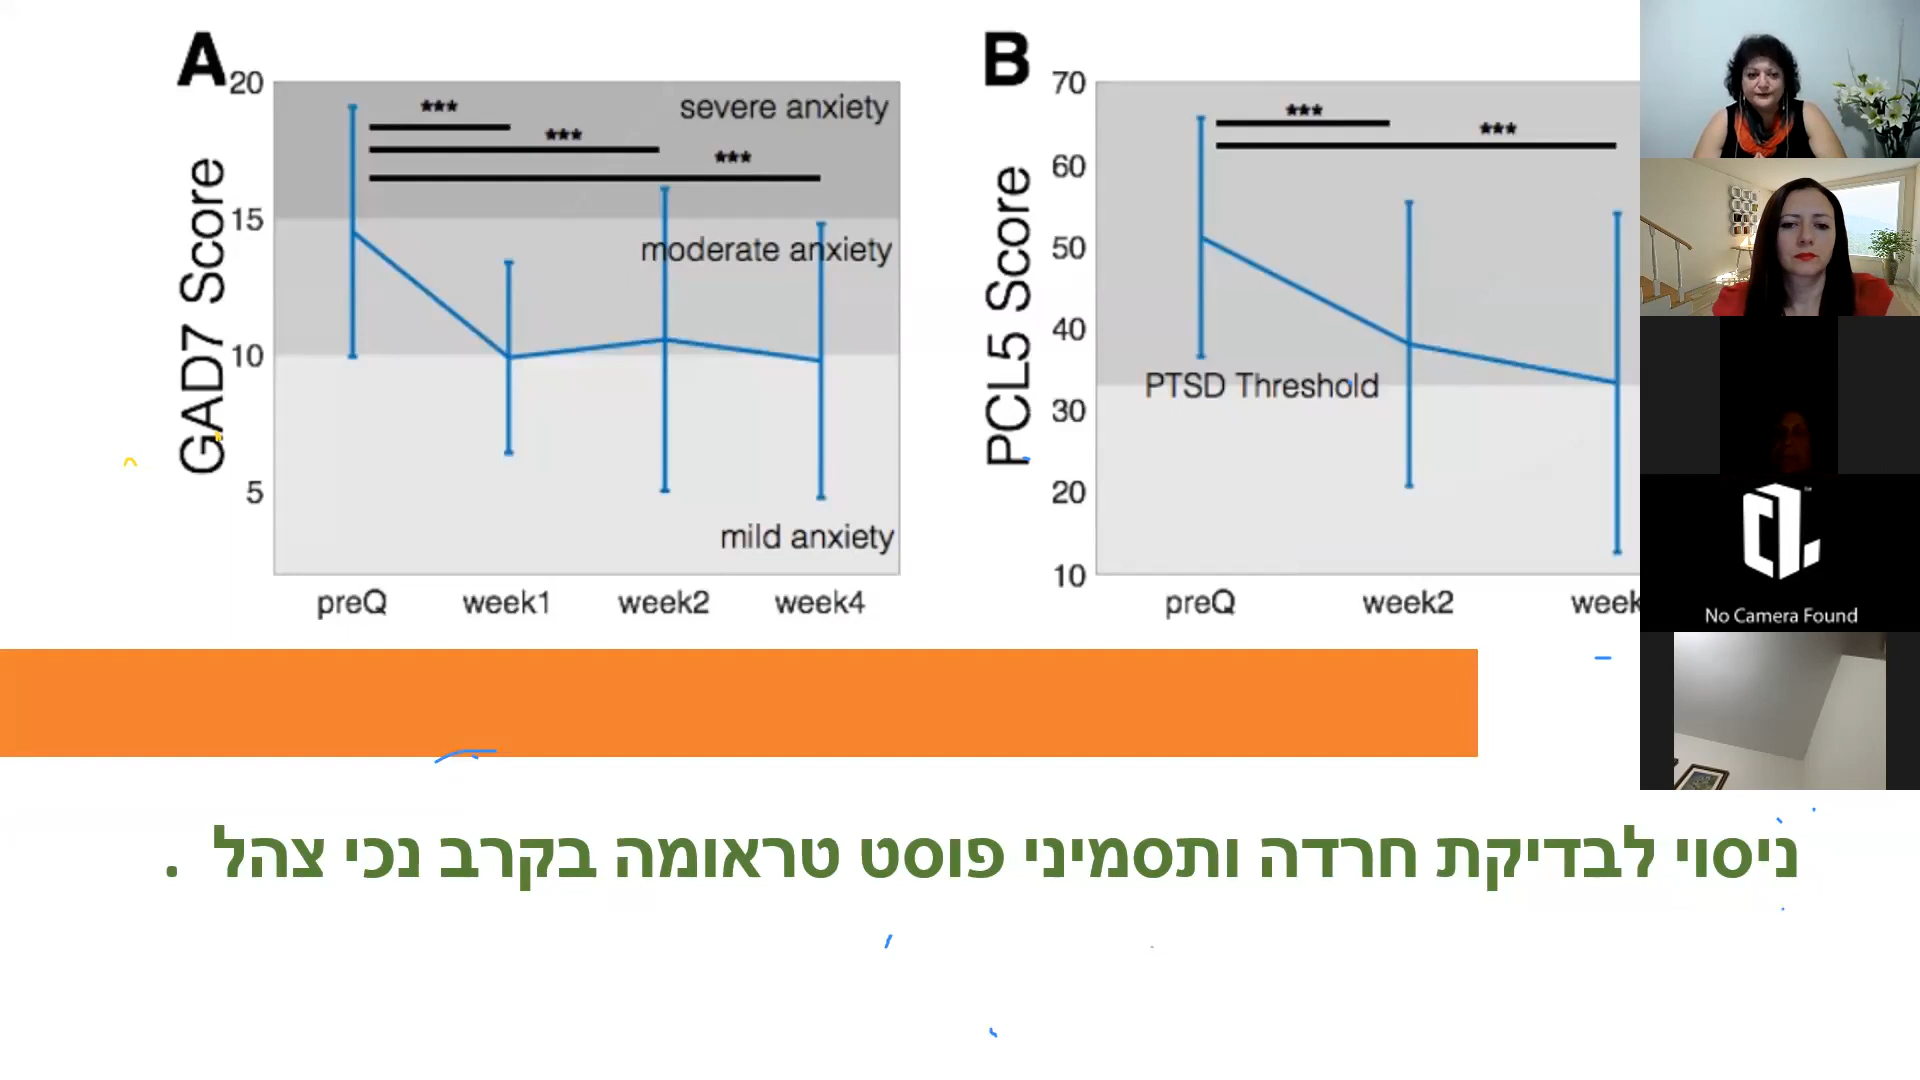 A
20
15
10
5
GAD7 Score
***
***
***
severe anxiety
moderate anxiety
mild anxiety
preQ week1 week2 week4
B
70
60
50
40
30
20
10
PCL5 Score
***
***
PTSD Threshold
preQ week2 week
No Camera Found
ניסוי לבדיקת חרדה ותסמיני פוסט טראומה בקרב נכי צהל .